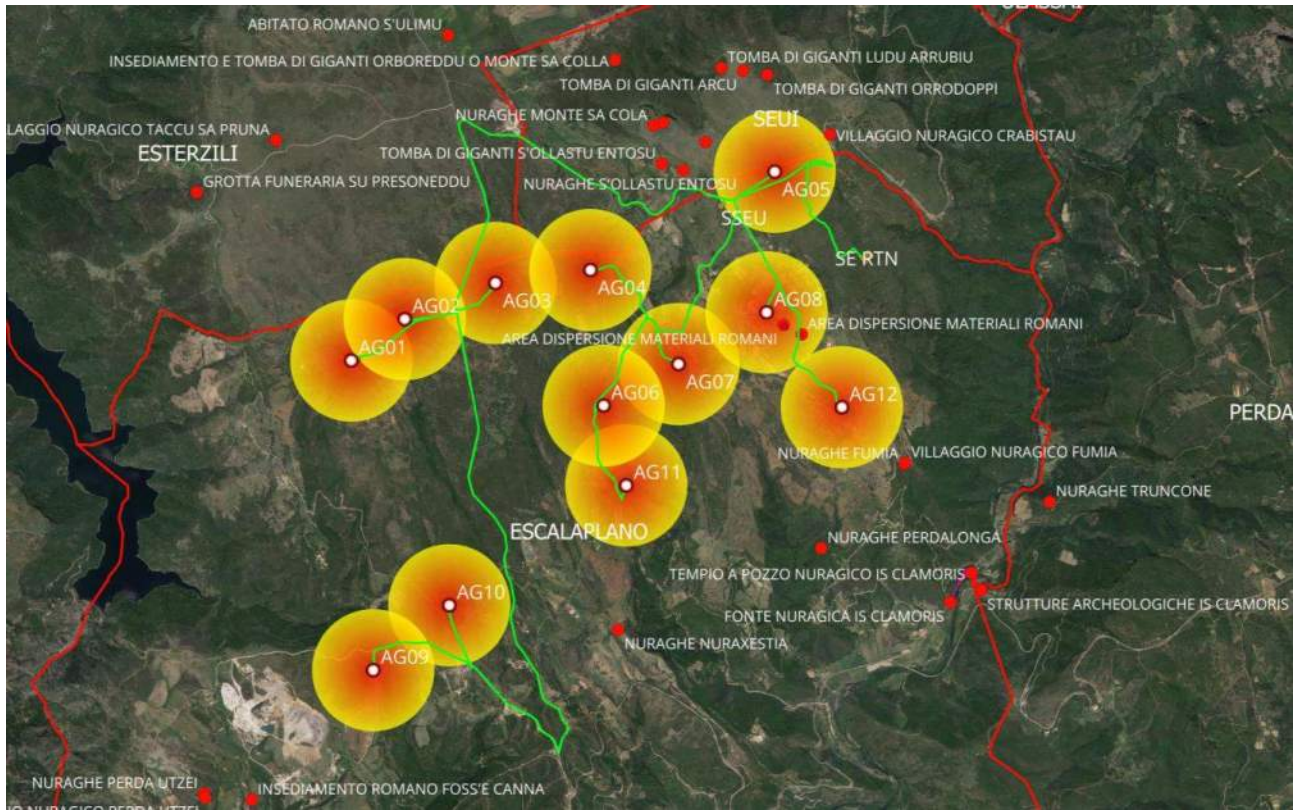 ULASSAI
ABITATO ROMANO S'ULIMU
INSEDIAMENTO E TOMBA DI GIGANTI ORBOREDDU O MONTE SA COLLA
TOMBA DI GIGANTI LUDU ARRUBIU
TOMBA DI GIGANTI ARCU
TOMBA DI GIGANTI ORRODOPPI
NURAGHE MONTE SA COLA
SEUI
LLAGGIO NURAGICO TACCU SA PRUNA
VILLAGGIO NURAGICO CRABISTAU
ESTERZILI
TOMBA DI GIGANTI S'OLLASTU ENTOSU
GROTTA FUNERARIA SU PRESONEDDU
NURAGHE S'OLLASTU ENTOSU
AG05
SSEU
SE RTN
AG04
AG03
AG08
AG02
AREA DISPERSIONE MATERIALI ROMANI
AREA DISPERSIONE MATERIALI ROMANI
AG01
AG07
AG06
AG12
PERDA
NURAGHE FUMIA
VILLAGGIO NURAGICO FUMIA
AG11
NURAGHE TRUNCONE
ESCALAPLANO
NURAGHE PERDALONGA
TEMPIO A POZZO NURAGICO IS CLAMORIS
AG10
STRUTTURE ARCHEOLOGICHE IS CLAMORIS
FONTE NURAGICA IS CLAMORIS
NURAGHE NURAXESTIA
AG09
NURAGHE PERDA UTZEI
INSEDIAMENTO ROMANO FOSS'E CANNA
IO NURAGICO PERDA UTZEI